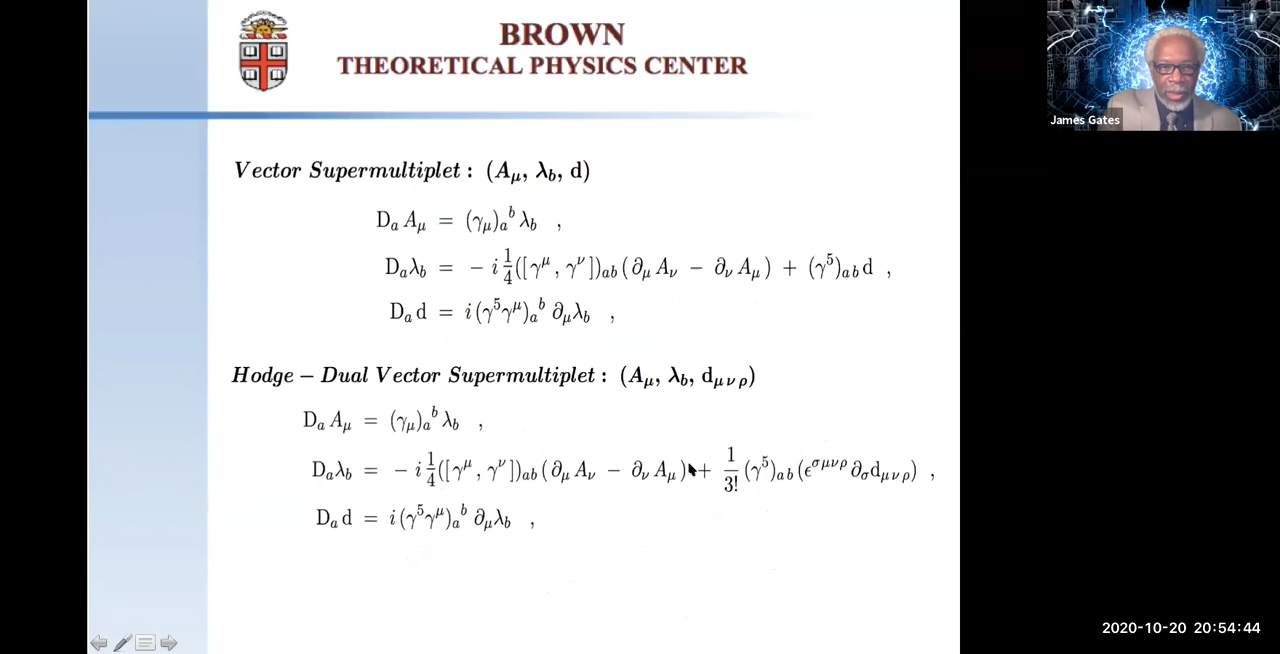 BROWN
THEORETICAL PHYSICS CENTER
James Gates
Vector Supermultiplet : (A_μ, λ_b, d)
D_a A_μ = (γ_μ)_a^b λ_b ,
D_a λ_b = − i 1/4 ([γ^μ , γ^ν])_ab (∂_μ A_ν − ∂_ν A_μ) + (γ^5)_ab d ,
D_a d = i (γ^5 γ^μ)_a^b ∂_μ λ_b ,
Hodge − Dual Vector Supermultiplet : (A_μ, λ_b, d_μνρ)
D_a A_μ = (γ_μ)_a^b λ_b ,
D_a λ_b = − i 1/4 ([γ^μ , γ^ν])_ab (∂_μ A_ν − ∂_ν A_μ) + 1/3! (γ^5)_ab (ϵ^σμνρ ∂_σ d_μνρ) ,
D_a d = i (γ^5 γ^μ)_a^b ∂_μ λ_b ,
2020-10-20 20:54:44